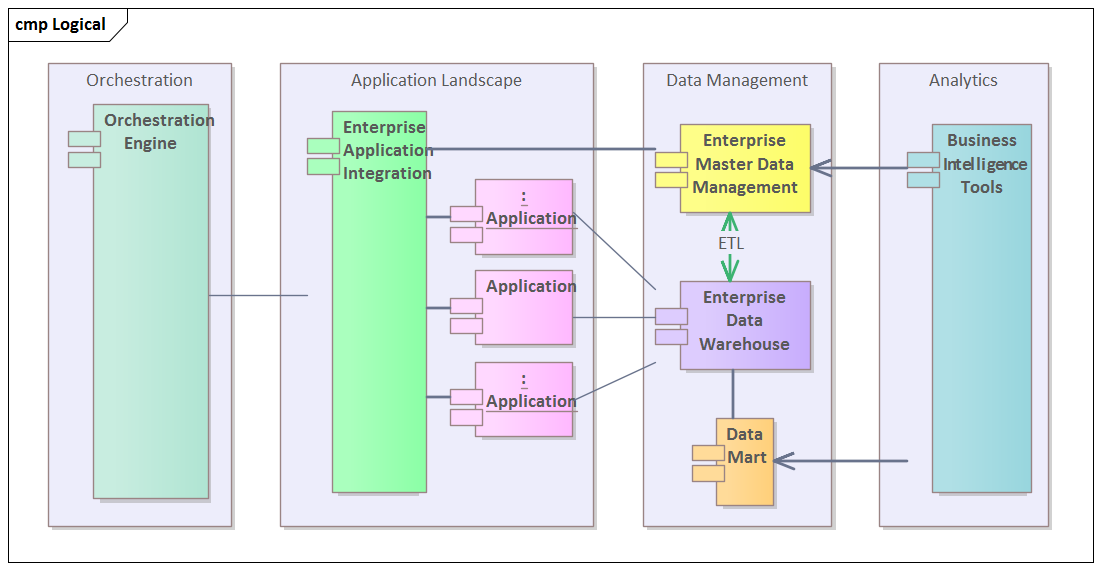 cmp Logical
Orchestration
Orchestration
Engine
Application Landscape
Enterprise
Application
Integration
:
Application
Application
:
Application
Data Management
Enterprise
Master Data
Management
ETL
Enterprise
Data
Warehouse
Data
Mart
Analytics
Business
Intelligence
Tools